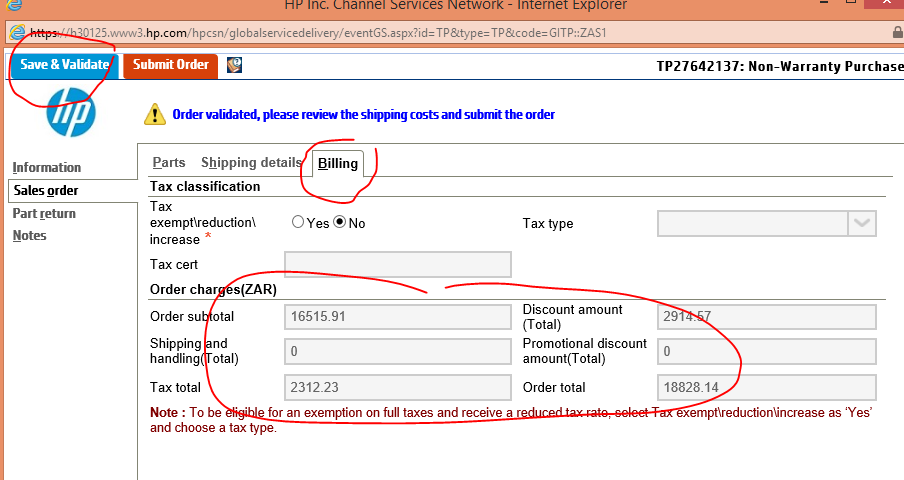 HP Inc. Channel Services Network - Internet Explorer
https://h30125.www3.hp.com/hpcsn/globalservicedelivery/eventGS.aspx?id=TP&type=TP&code=GITP::ZAS1
Save & Validate Submit Order TP27642137: Non-Warranty Purchase
hp
Order validated, please review the shipping costs and submit the order
Information
Sales order
Part return
Notes
Parts Shipping details Billing
Tax classification
Tax
exempt\reduction\
increase * Yes No Tax type
Tax cert
Order charges(ZAR)
Order subtotal 16515.91 Discount amount
(Total) 2914.57
Shipping and
handling(Total) 0 Promotional discount
amount(Total) 0
Tax total 2312.23 Order total 18828.14
Note : To be eligible for an exemption on full taxes and receive a reduced tax rate, select Tax exempt\reduction\increase as 'Yes'
and choose a tax type.